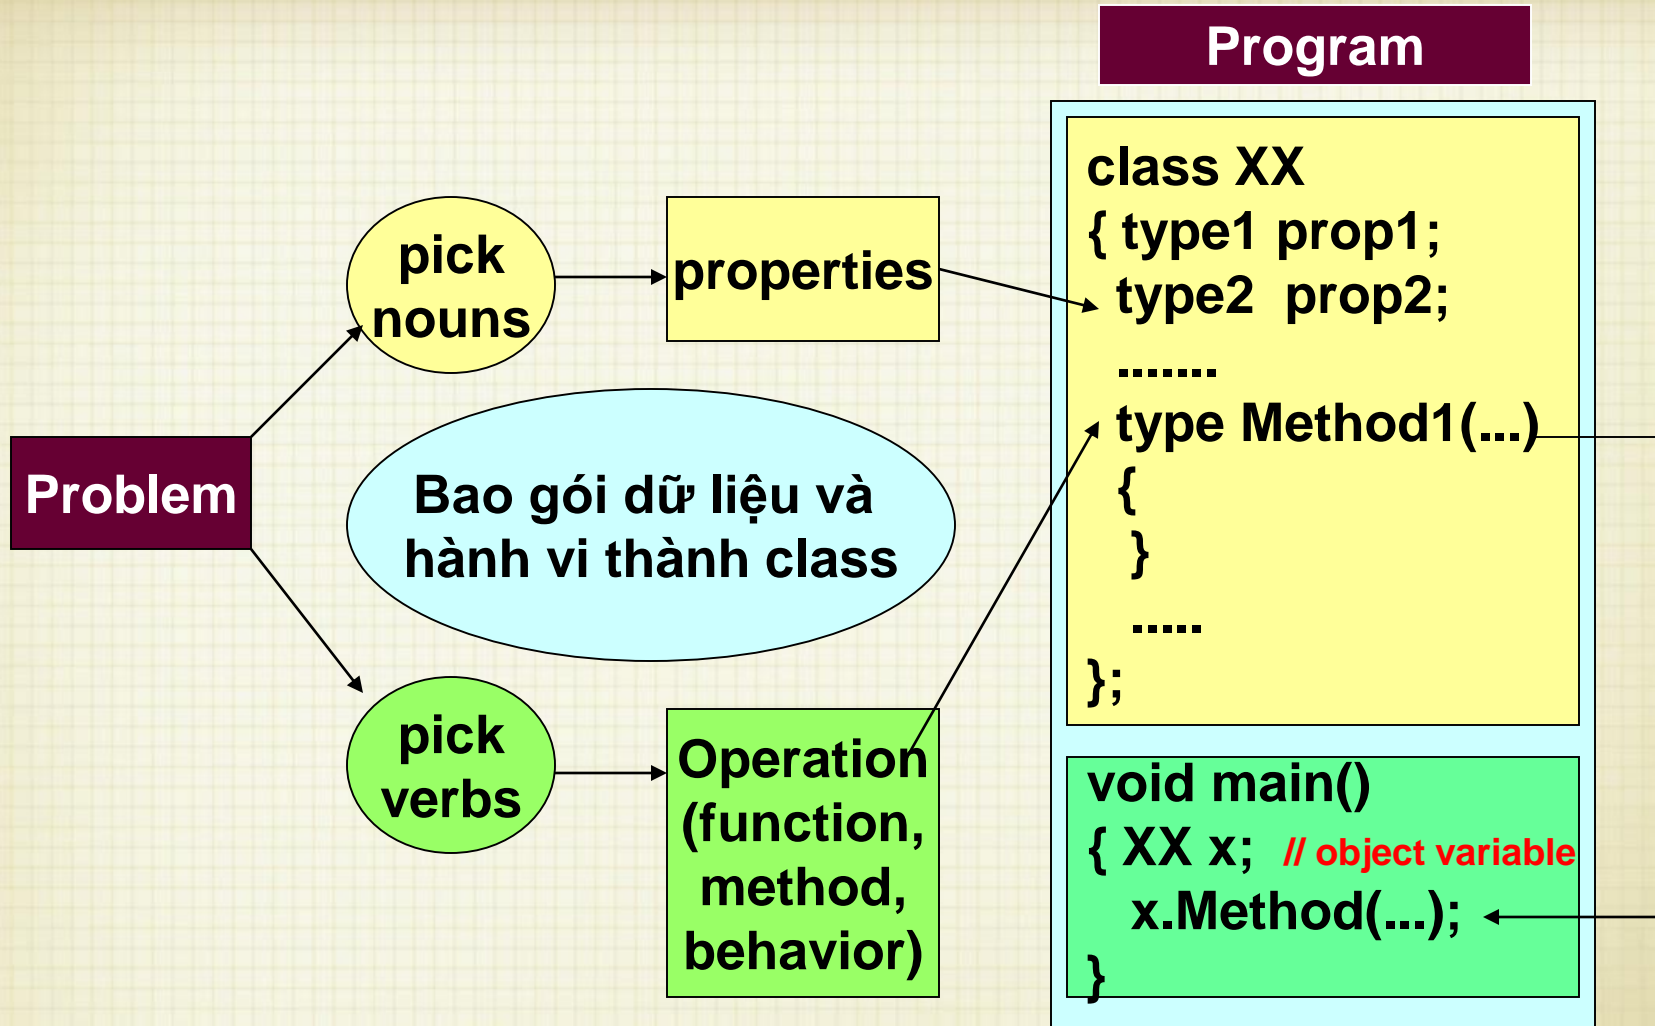 Program
Problem
pick
nouns
properties
Bao gói dữ liệu và
hành vi thành class
pick
verbs
Operation
(function,
method,
behavior)
class XX
{ type1 prop1;
type2 prop2;
.......
type Method1(...)
{
}
.....
};
void main()
{ XX x; // object variable
x.Method(...);
}